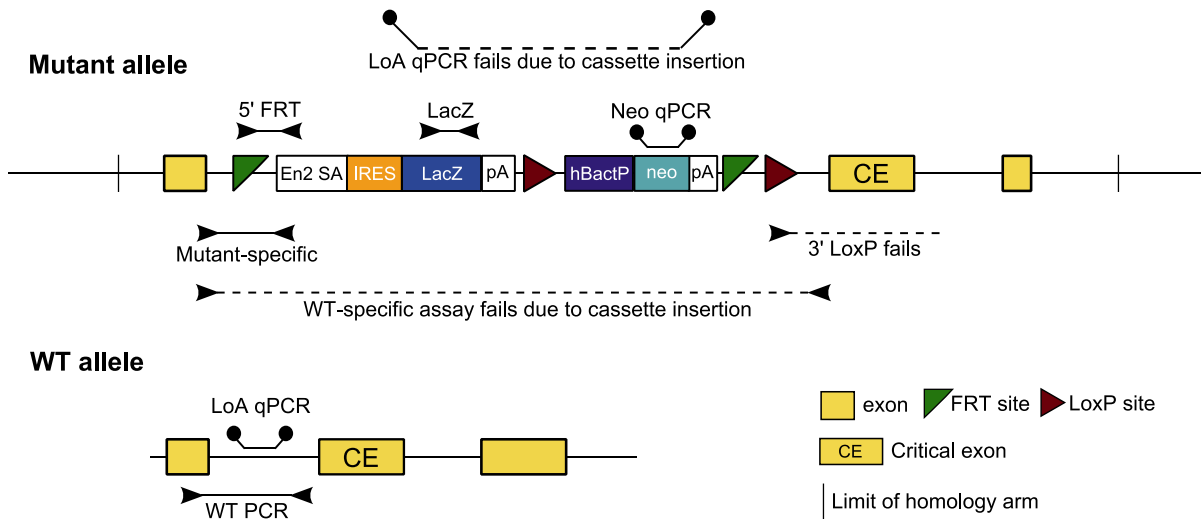 LoA qPCR fails due to cassette insertion
Mutant allele
5' FRT
LacZ
Neo qPCR
En2 SA
IRES
LacZ
pA
hBactP
neo
pA
CE
Mutant-specific
3' LoxP fails
WT-specific assay fails due to cassette insertion
WT allele
LoA qPCR
CE
WT PCR
exon
FRT site
LoxP site
CE
Critical exon
Limit of homology arm